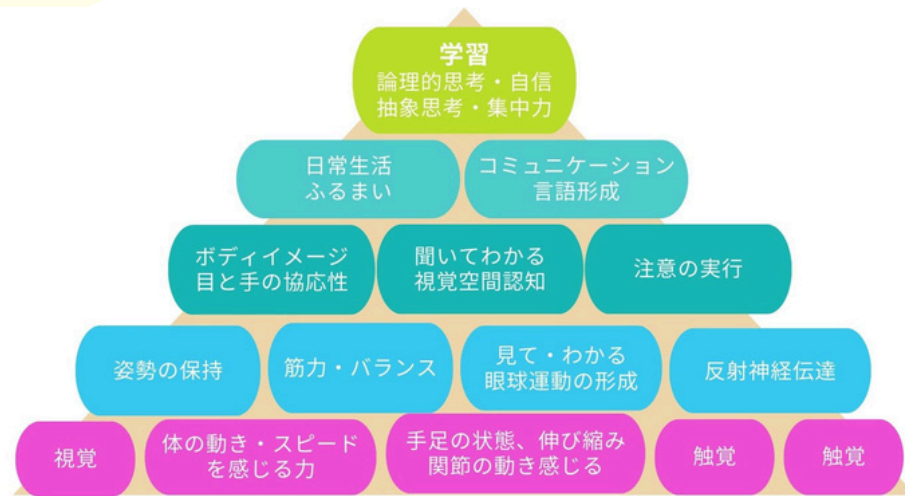 学習
論理的思考・自信
抽象思考・集中力
日常生活
ふるまい
コミュニケーション
言語形成
ボディイメージ
目と手の協応性
聞いてわかる
視覚空間認知
注意の実行
姿勢の保持
筋力・バランス
見て・わかる
眼球運動の形成
反射神経伝達
視覚
体の動き・スピード
を感じる力
手足の状態、伸び縮み
関節の動き感じる
触覚
触覚